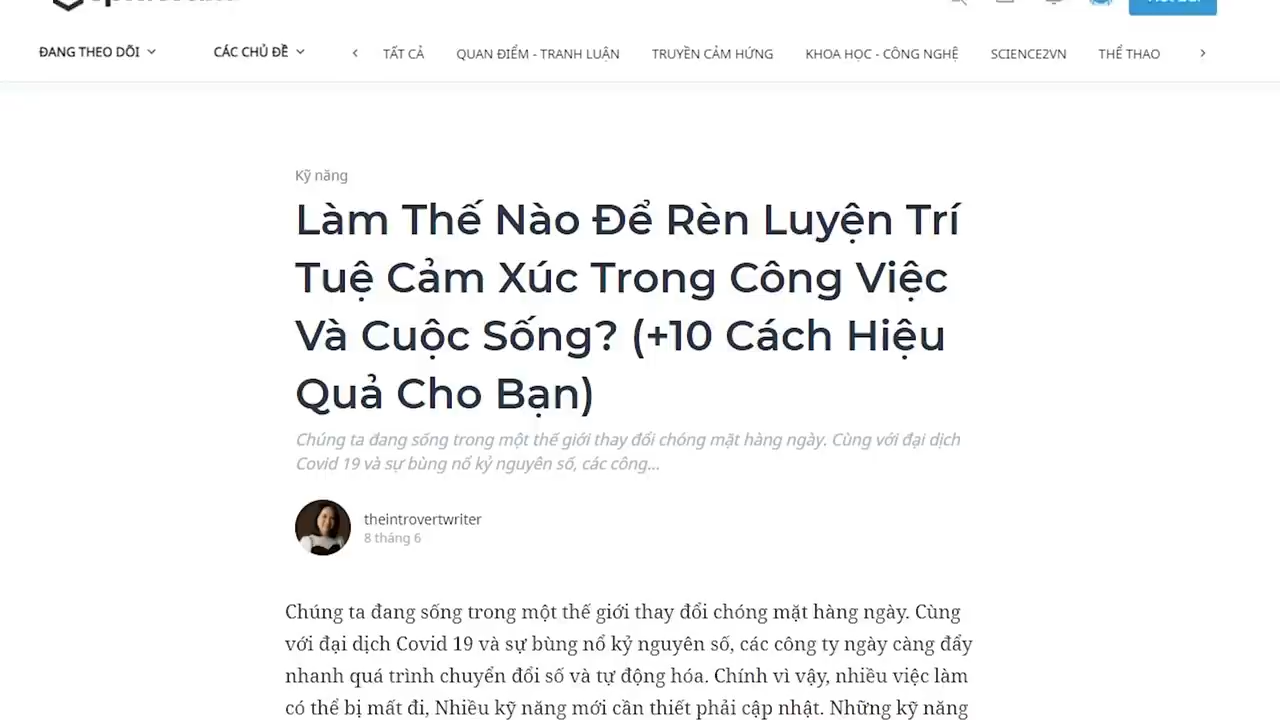 ĐANG THEO DÕI CÁC CHỦ ĐỀ TẤT CẢ QUAN ĐIỂM - TRANH LUẬN TRUYỀN CẢM HỨNG KHOA HỌC - CÔNG NGHỆ SCIENCE2VN THỂ THAO
Kỹ năng
Làm Thế Nào Để Rèn Luyện Trí
Tuệ Cảm Xúc Trong Công Việc
Và Cuộc Sống? (+10 Cách Hiệu
Quả Cho Bạn)
Chúng ta đang sống trong một thế giới thay đổi chóng mặt hàng ngày. Cùng với đại dịch
Covid 19 và sự bùng nổ kỷ nguyên số, các công...
theintrovertwriter
8 tháng 6
Chúng ta đang sống trong một thế giới thay đổi chóng mặt hàng ngày. Cùng
với đại dịch Covid 19 và sự bùng nổ kỷ nguyên số, các công ty ngày càng đẩy
nhanh quá trình chuyển đổi số và tự động hóa. Chính vì vậy, nhiều việc làm
có thể bị mất đi, Nhiều kỹ năng mới cần thiết phải cập nhật. Những kỹ năng